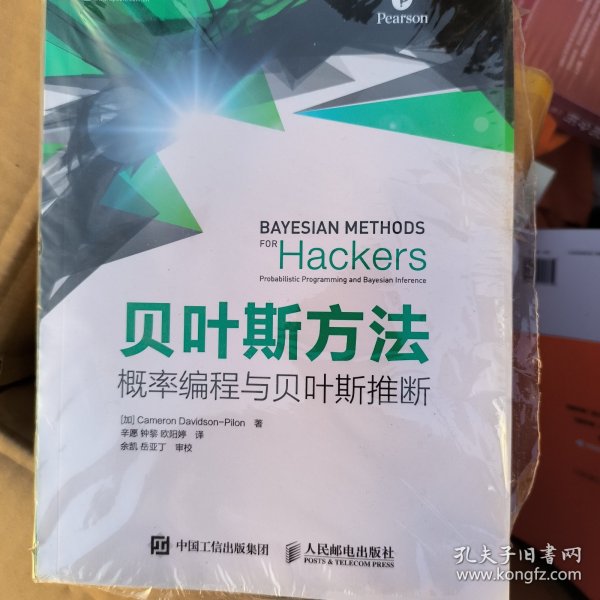 Pearson
BAYESIAN METHODS
FOR Hackers
Probabilistic Programming and Bayesian Inference
贝叶斯方法
概率编程与贝叶斯推断
[加] Cameron Davidson-Pilon 著
辛愿 钟黎 欧阳婷 译
余凯 岳亚丁 审校
中国工信出版集团
人民邮电出版社
POSTS & TELECOM PRESS
孔夫子旧书网
www.kongfz.com